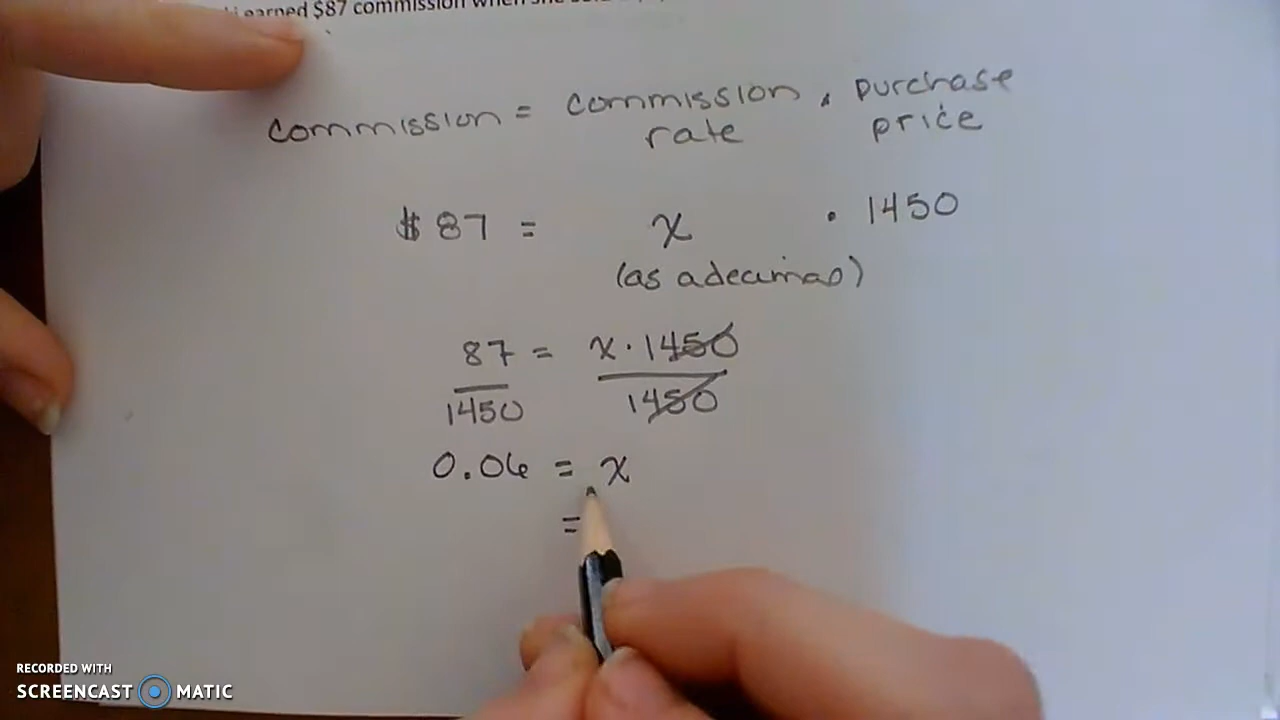 earned $87 commission when she
commission = commission rate · purchase price
$87 = x · 1450
(as a decimal)
87 = x · 1450
1450 1450
0.06 = x
=
RECORDED WITH
SCREENCAST MATIC